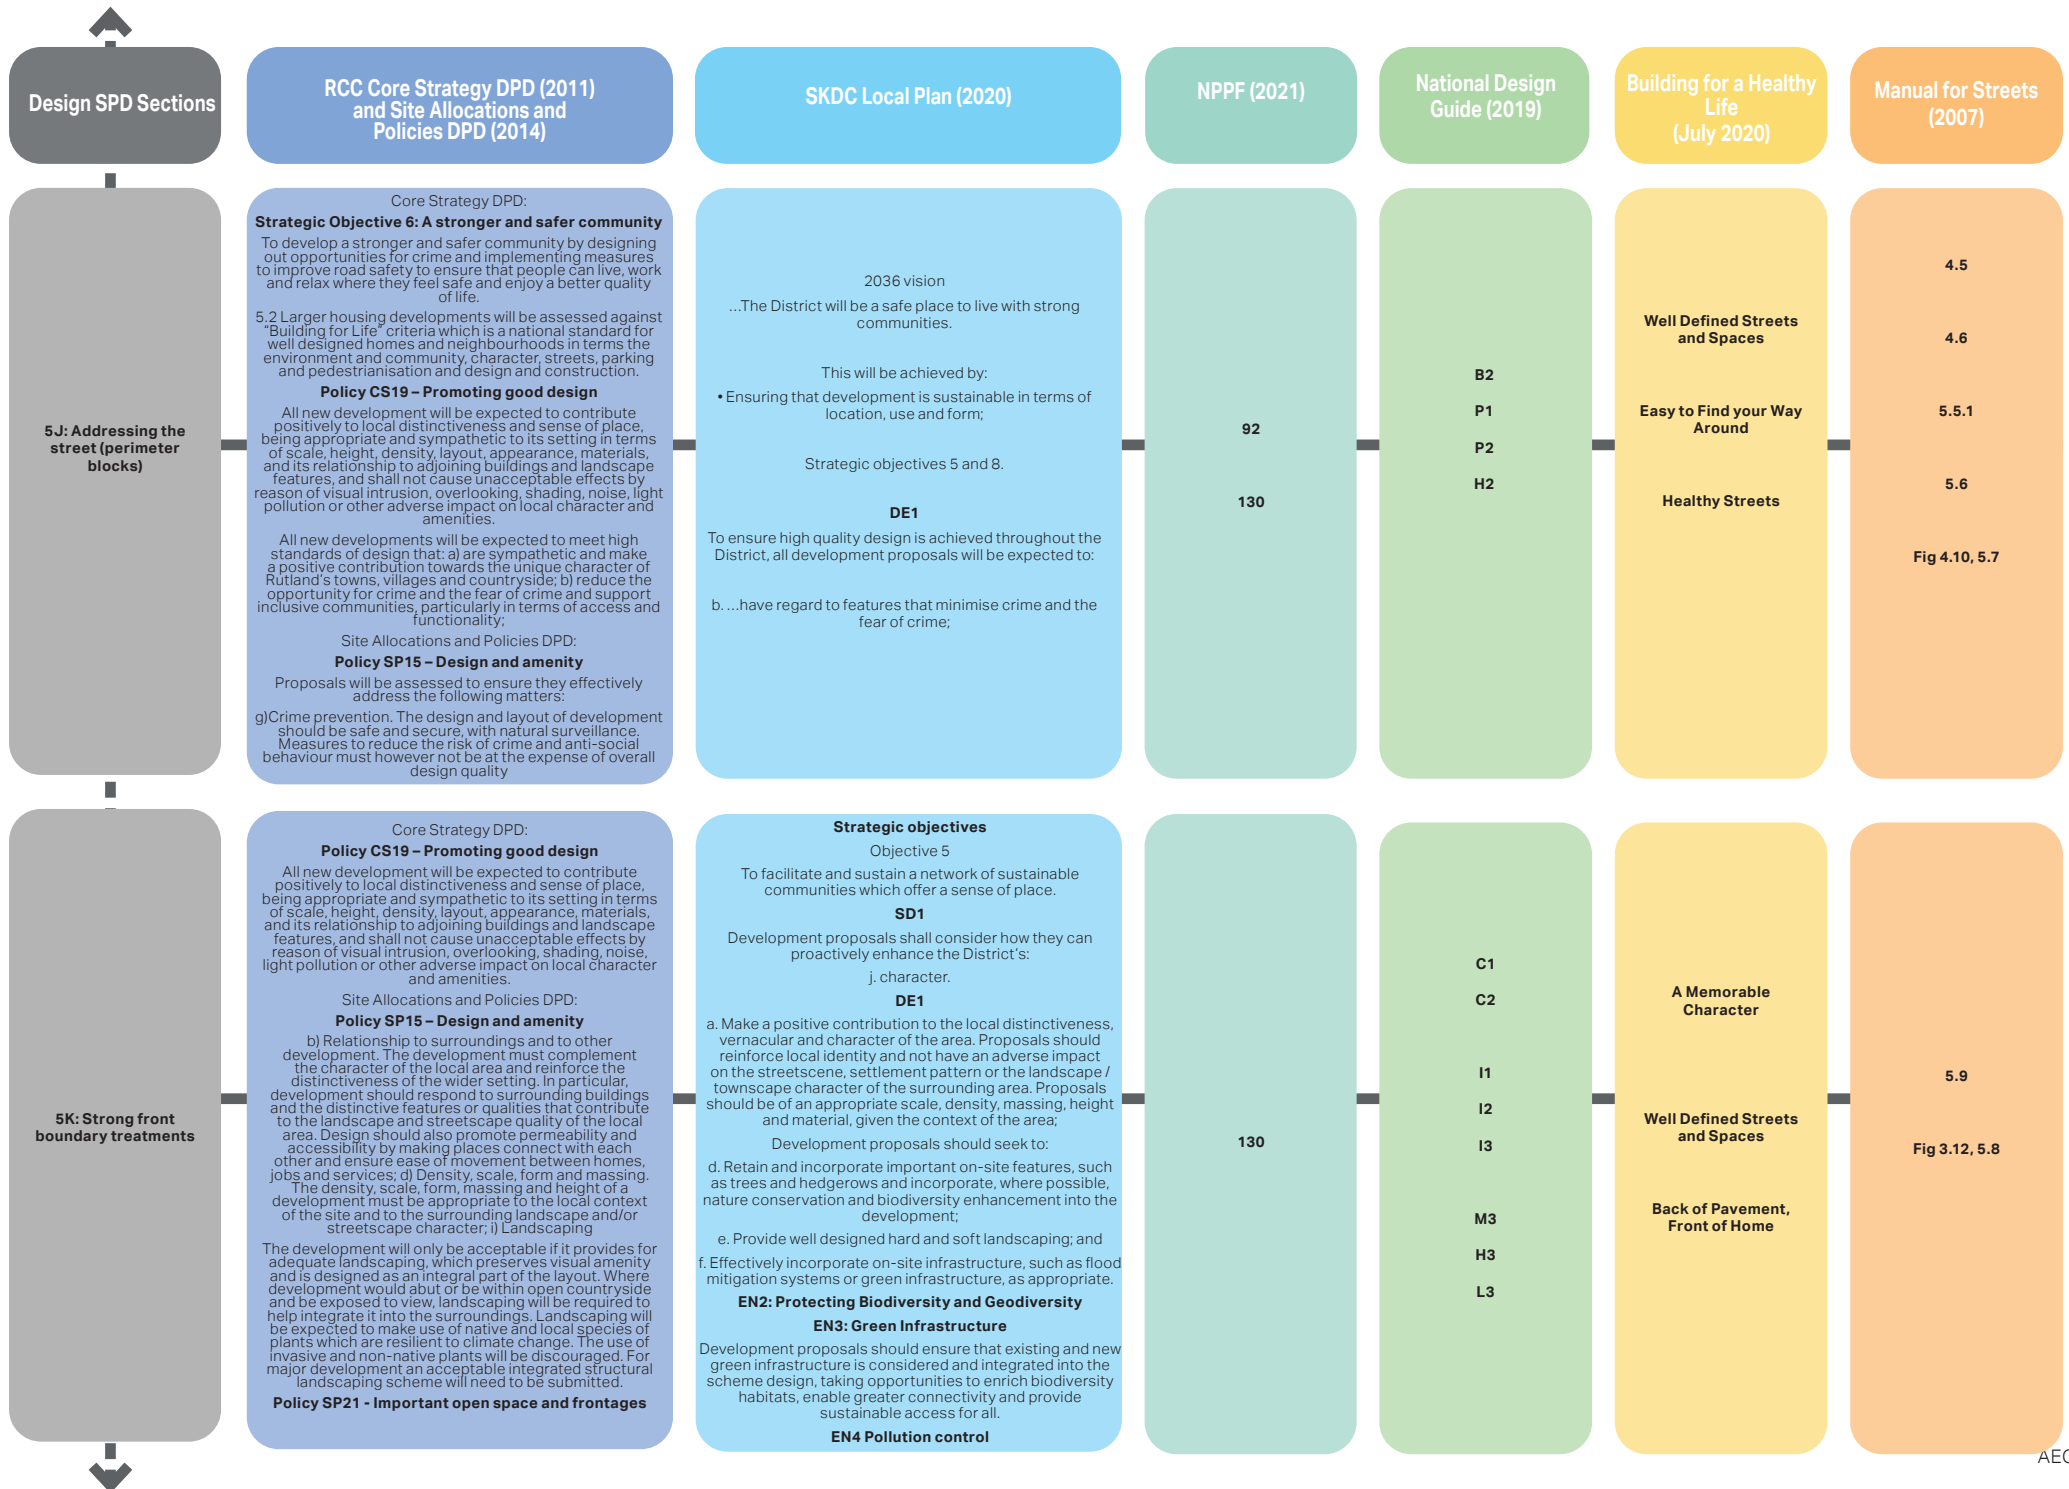 Design SPD Sections
RCC Core Strategy DPD (2011)
and Site Allocations and
Policies DPD (2014)
SKDC Local Plan (2020)
NPPF (2021)
National Design
Guide (2019)
Building for a Healthy
Life
(July 2020)
Manual for Streets
(2007)
5J: Addressing the
street (perimeter
blocks)
Core Strategy DPD:
Strategic Objective 6: A stronger and safer community
To develop a stronger and safer community by designing
out opportunities for crime and implementing measures
to improve road safety to ensure that people can live, work
and relax where they feel safe and enjoy a better quality
of life.
5.2 Larger housing developments will be assessed against
"Building for Life" criteria which is a national standard for
well designed homes and neighbourhoods in terms the
environment and community, character, streets, parking
and pedestrianisation and design and construction.
Policy CS19 – Promoting good design
All new development will be expected to contribute
positively to local distinctiveness and sense of place,
being appropriate and sympathetic to its setting in terms
of scale, height, density, layout, appearance, materials,
and its relationship to adjoining buildings and landscape
features, and shall not cause unacceptable effects by
reason of visual intrusion, overlooking, shading, noise, light
pollution or other adverse impact on local character and
amenities.
All new developments will be expected to meet high
standards of design that: a) are sympathetic and make
a positive contribution towards the unique character of
Rutland's towns, villages and countryside; b) reduce the
opportunity for crime and the fear of crime and support
inclusive communities, particularly in terms of access and
functionality;
Site Allocations and Policies DPD:
Policy SP15 – Design and amenity
Proposals will be assessed to ensure they effectively
address the following matters:
g)Crime prevention. The design and layout of development
should be safe and secure, with natural surveillance.
Measures to reduce the risk of crime and anti-social
behaviour must however not be at the expense of overall
design quality
2036 vision
…The District will be a safe place to live with strong
communities.
This will be achieved by:
• Ensuring that development is sustainable in terms of
location, use and form;
Strategic objectives 5 and 8.
DE1
To ensure high quality design is achieved throughout the
District, all development proposals will be expected to:
b. …have regard to features that minimise crime and the
fear of crime;
92
130
B2
P1
P2
H2
Well Defined Streets
and Spaces
Easy to Find your Way
Around
Healthy Streets
4.5
4.6
5.5.1
5.6
Fig 4.10, 5.7
5K: Strong front
boundary treatments
Core Strategy DPD:
Policy CS19 – Promoting good design
All new development will be expected to contribute
positively to local distinctiveness and sense of place,
being appropriate and sympathetic to its setting in terms
of scale, height, density, layout, appearance, materials,
and its relationship to adjoining buildings and landscape
features, and shall not cause unacceptable effects by
reason of visual intrusion, overlooking, shading, noise,
light pollution or other adverse impact on local character
and amenities.
Site Allocations and Policies DPD:
Policy SP15 – Design and amenity
b) Relationship to surroundings and to other
development. The development must complement
the character of the local area and reinforce the
distinctiveness of the wider setting. In particular,
development should respond to surrounding buildings
and the distinctive features or qualities that contribute
to the landscape and streetscape quality of the local
area. Design should also promote permeability and
accessibility by making places connect with each
other and ensure ease of movement between homes,
jobs and services; d) Density, scale, form and massing.
The density, scale, form, massing and height of a
development must be appropriate to the local context
of the site and to the surrounding landscape and/or
streetscape character; i) Landscaping
The development will only be acceptable if it provides for
adequate landscaping, which preserves visual amenity
and is designed as an integral part of the layout. Where
development would abut or be within open countryside
and be exposed to view, landscaping will be required to
help integrate it into the surroundings. Landscaping will
be expected to make use of native and local species of
plants which are resilient to climate change. The use of
invasive and non-native plants will be discouraged. For
major development an acceptable integrated structural
landscaping scheme will need to be submitted.
Policy SP21 - Important open space and frontages
Strategic objectives
Objective 5
To facilitate and sustain a network of sustainable
communities which offer a sense of place.
SD1
Development proposals shall consider how they can
proactively enhance the District's:
j. character.
DE1
a. Make a positive contribution to the local distinctiveness,
vernacular and character of the area. Proposals should
reinforce local identity and not have an adverse impact
on the streetscene, settlement pattern or the landscape /
townscape character of the surrounding area. Proposals
should be of an appropriate scale, density, massing, height
and material, given the context of the area;
Development proposals should seek to:
d. Retain and incorporate important on-site features, such
as trees and hedgerows and incorporate, where possible,
nature conservation and biodiversity enhancement into the
development;
e. Provide well designed hard and soft landscaping; and
f. Effectively incorporate on-site infrastructure, such as flood
mitigation systems or green infrastructure, as appropriate.
EN2: Protecting Biodiversity and Geodiversity
EN3: Green Infrastructure
Development proposals should ensure that existing and new
green infrastructure is considered and integrated into the
scheme design, taking opportunities to enrich biodiversity
habitats, enable greater connectivity and provide
sustainable access for all.
EN4 Pollution control
130
C1
C2
I1
I2
I3
M3
H3
L3
A Memorable
Character
Well Defined Streets
and Spaces
Back of Pavement,
Front of Home
5.9
Fig 3.12, 5.8